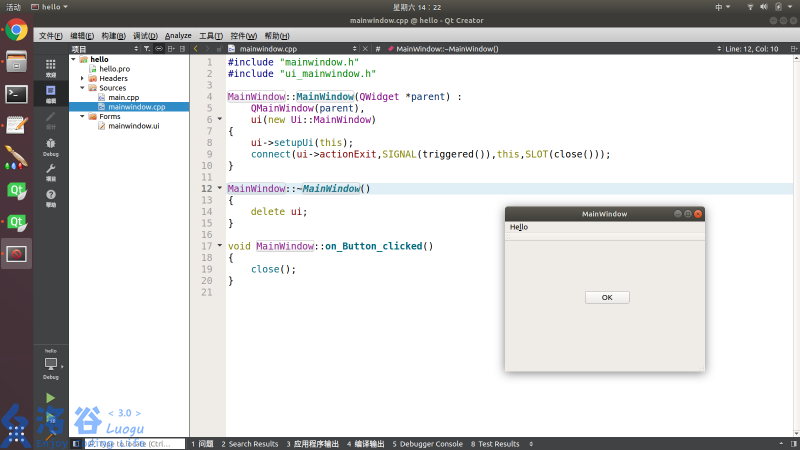 活动 hello 星期六 14：22 中
mainwindow.cpp @ hello - Qt Creator
文件(F) 编辑(E) 构建(B) 调试(D) Analyze 工具(T) 控件(W) 帮助(H)
项目 mainwindow.cpp # MainWindow::~MainWindow() Line: 12, Col: 10
欢迎
编辑
设计
Debug
项目
帮助
hello
Debug
hello
hello.pro
Headers
Sources
main.cpp
mainwindow.cpp
Forms
mainwindow.ui
1 #include "mainwindow.h"
2 #include "ui_mainwindow.h"
3
4 MainWindow::MainWindow(QWidget *parent) :
5 QMainWindow(parent),
6 ui(new Ui::MainWindow)
7 {
8 ui->setupUi(this);
9 connect(ui->actionExit,SIGNAL(triggered()),this,SLOT(close()));
10 }
11
12 MainWindow::~MainWindow()
13 {
14 delete ui;
15 }
16
17 void MainWindow::on_Button_clicked()
18 {
19 close();
20 }
21
MainWindow
Hello
OK
洛谷 < 3.0 >
Luogu
Type to locate (Ctrl...
1 问题 2 Search Results 3 应用程序输出 4 编译输出 5 Debugger Console 8 Test Results